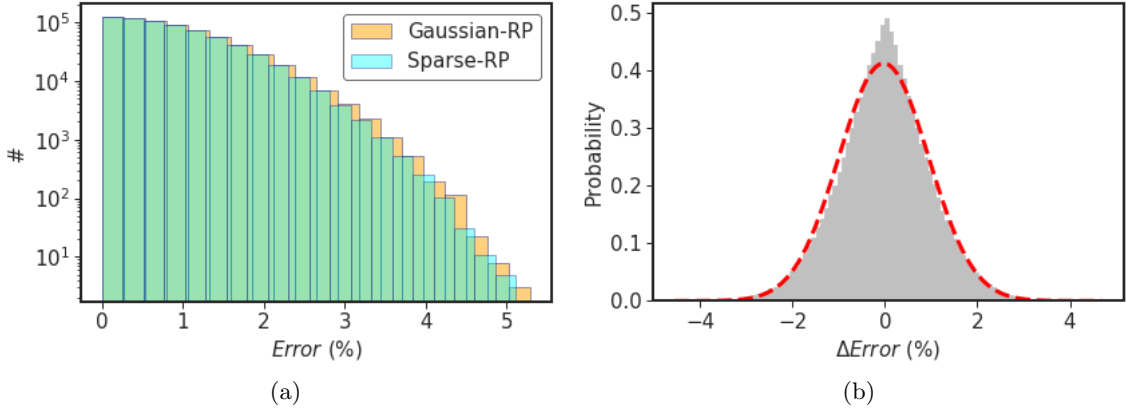 Gaussian-RP
Sparse-RP
#
10^5
10^4
10^3
10^2
10^1
0 1 2 3 4 5
Error (%)
(a)
Probability
0.5
0.4
0.3
0.2
0.1
0.0
−4 −2 0 2 4
ΔError (%)
(b)